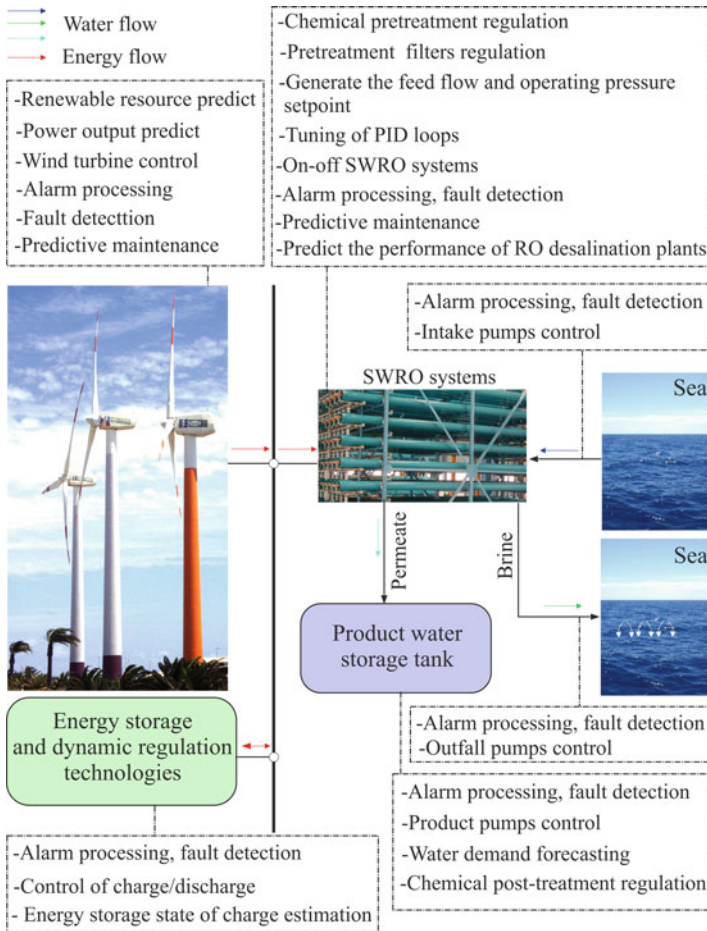 Water flow
Energy flow
-Renewable resource predict
-Power output predict
-Wind turbine control
-Alarm processing
-Fault detecttion
-Predictive maintenance
-Chemical pretreatment regulation
-Pretreatment filters regulation
-Generate the feed flow and operating pressure
setpoint
-Tuning of PID loops
-On-off SWRO systems
-Alarm processing, fault detection
-Predictive maintenance
-Predict the performance of RO desalination plants
-Alarm processing, fault detection
-Intake pumps control
SWRO systems
Sea
Sea
Permeate
Brine
Product water
storage tank
Energy storage
and dynamic regulation
technologies
-Alarm processing, fault detection
-Outfall pumps control
-Alarm processing, fault detection
-Product pumps control
-Water demand forecasting
-Chemical post-treatment regulation
-Alarm processing, fault detection
-Control of charge/discharge
- Energy storage state of charge estimation